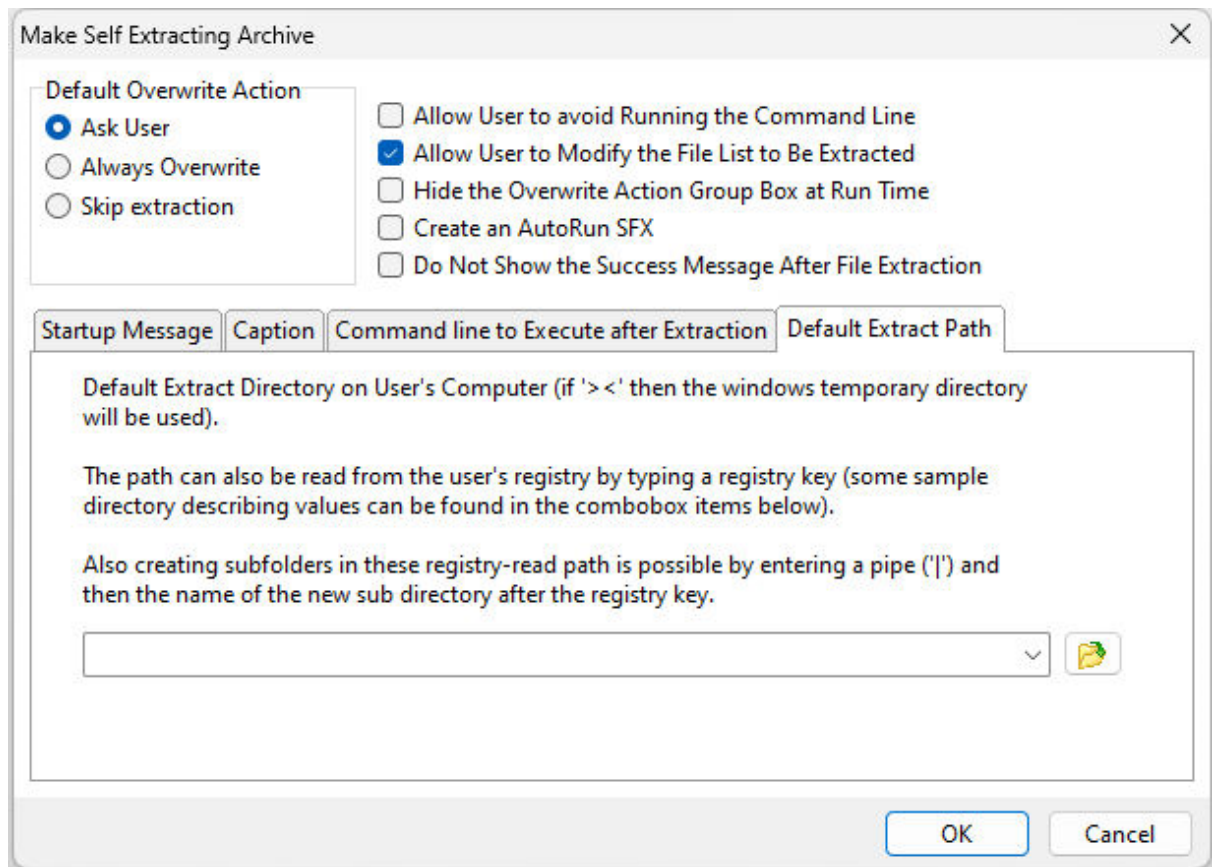 Make Self Extracting Archive
Default Overwrite Action
Ask User
Always Overwrite
Skip extraction
Allow User to avoid Running the Command Line
Allow User to Modify the File List to Be Extracted
Hide the Overwrite Action Group Box at Run Time
Create an AutoRun SFX
Do Not Show the Success Message After File Extraction
Startup Message
Caption
Command line to Execute after Extraction
Default Extract Path
Default Extract Directory on User's Computer (if '><' then the windows temporary directory
will be used).
The path can also be read from the user's registry by typing a registry key (some sample
directory describing values can be found in the combobox items below).
Also creating subfolders in these registry-read path is possible by entering a pipe ('|') and
then the name of the new sub directory after the registry key.
OK
Cancel